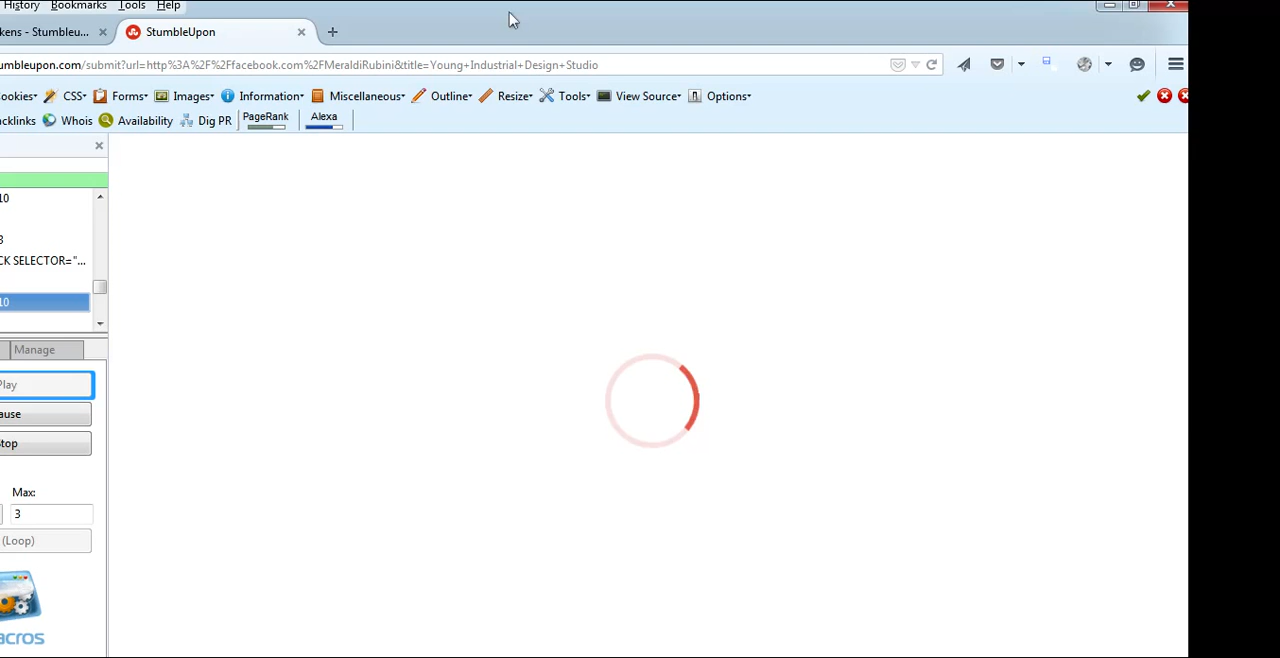 History Bookmarks Tools Help
kens - Stumbleu... StumbleUpon
umbleupon.com/submit?url=http%3A%2F%2Ffacebook.com%2FMeraldiRubini&title=Young+Industrial+Design+Studio
ookies CSS Forms Images Information Miscellaneous Outline Resize Tools View Source Options
acklinks Whois Availability Dig PR PageRank Alexa
10
3
CK SELECTOR="...
10
Manage
Play
ause
Stop
Max:
3
(Loop)
acros